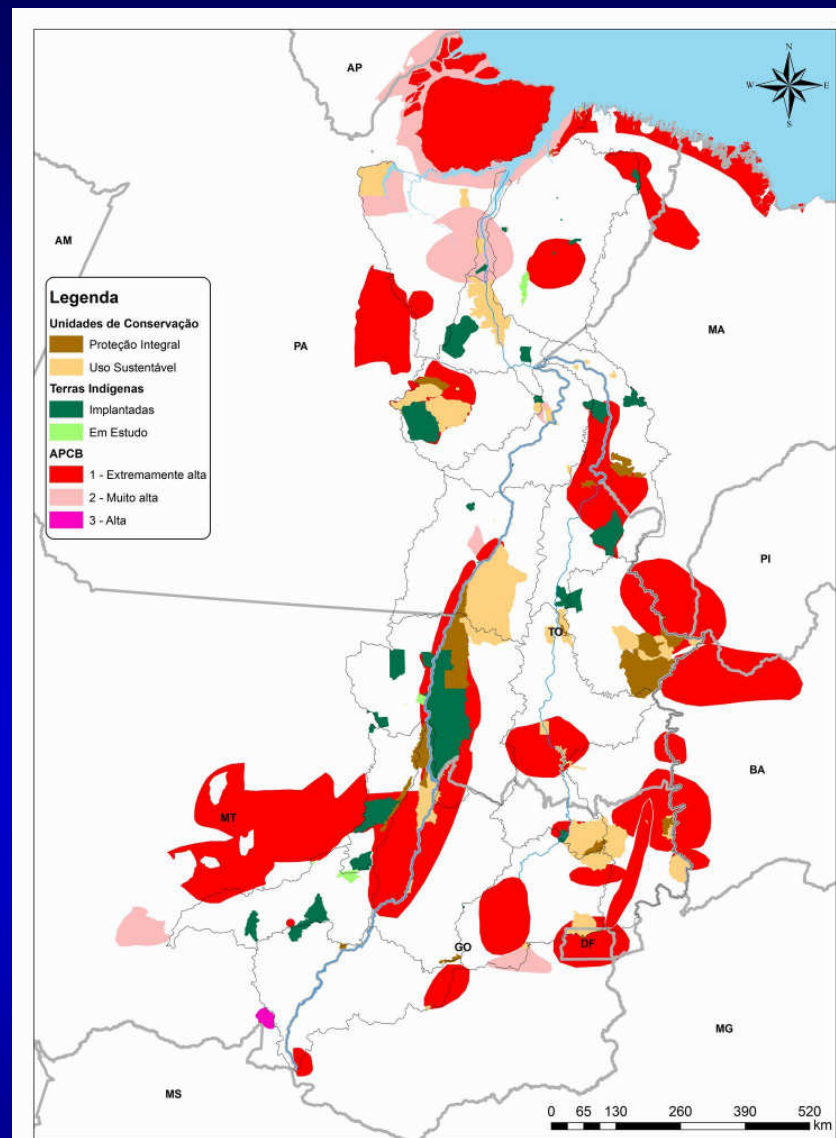 AP
N
W E
S
AM
Legenda
Unidades de Conservação
Proteção Integral
Uso Sustentável
Terras Indígenas
Implantadas
Em Estudo
APCB
1 - Extremamente alta
2 - Muito alta
3 - Alta
PA
MA
PI
TO
BA
MT
GO
DF
MG
MS
0 65 130 260 390 520
km